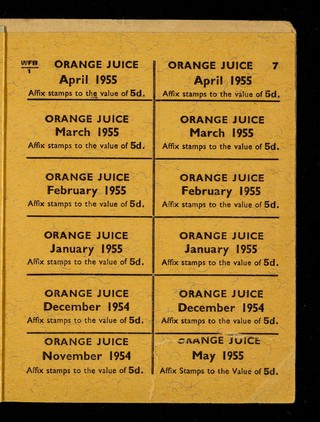 WFB
1
ORANGE JUICE
April 1955
Affix stamps to the value of 5d.
ORANGE JUICE 7
April 1955
Affix stamps to the value of 5d.
ORANGE JUICE
March 1955
Affix stamps to the value of 5d.
ORANGE JUICE
March 1955
Affix stamps to the value of 5d.
ORANGE JUICE
February 1955
Affix stamps to the value of 5d.
ORANGE JUICE
February 1955
Affix stamps to the value of 5d.
ORANGE JUICE
January 1955
Affix stamps to the value of 5d.
ORANGE JUICE
January 1955
Affix stamps to the value of 5d.
ORANGE JUICE
December 1954
Affix stamps to the value of 5d.
ORANGE JUICE
December 1954
Affix stamps to the value of 5d.
ORANGE JUICE
November 1954
Affix stamps to the value of 5d.
ORANGE JUICE
May 1955
Affix Stamps to the Value of 5d.